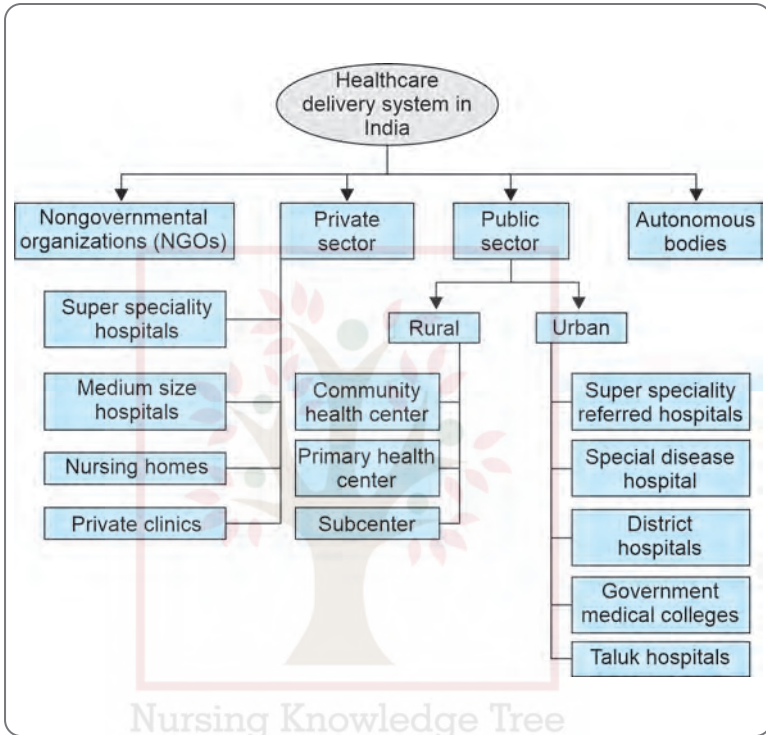 Healthcare
delivery system in
India
Nongovernmental
organizations (NGOs)
Private
sector
Public
sector
Autonomous
bodies
Super speciality
hospitals
Medium size
hospitals
Nursing homes
Private clinics
Rural
Urban
Community
health center
Primary health
center
Subcenter
Super speciality
referred hospitals
Special disease
hospital
District
hospitals
Government
medical colleges
Taluk hospitals
Nursing Knowledge Tree